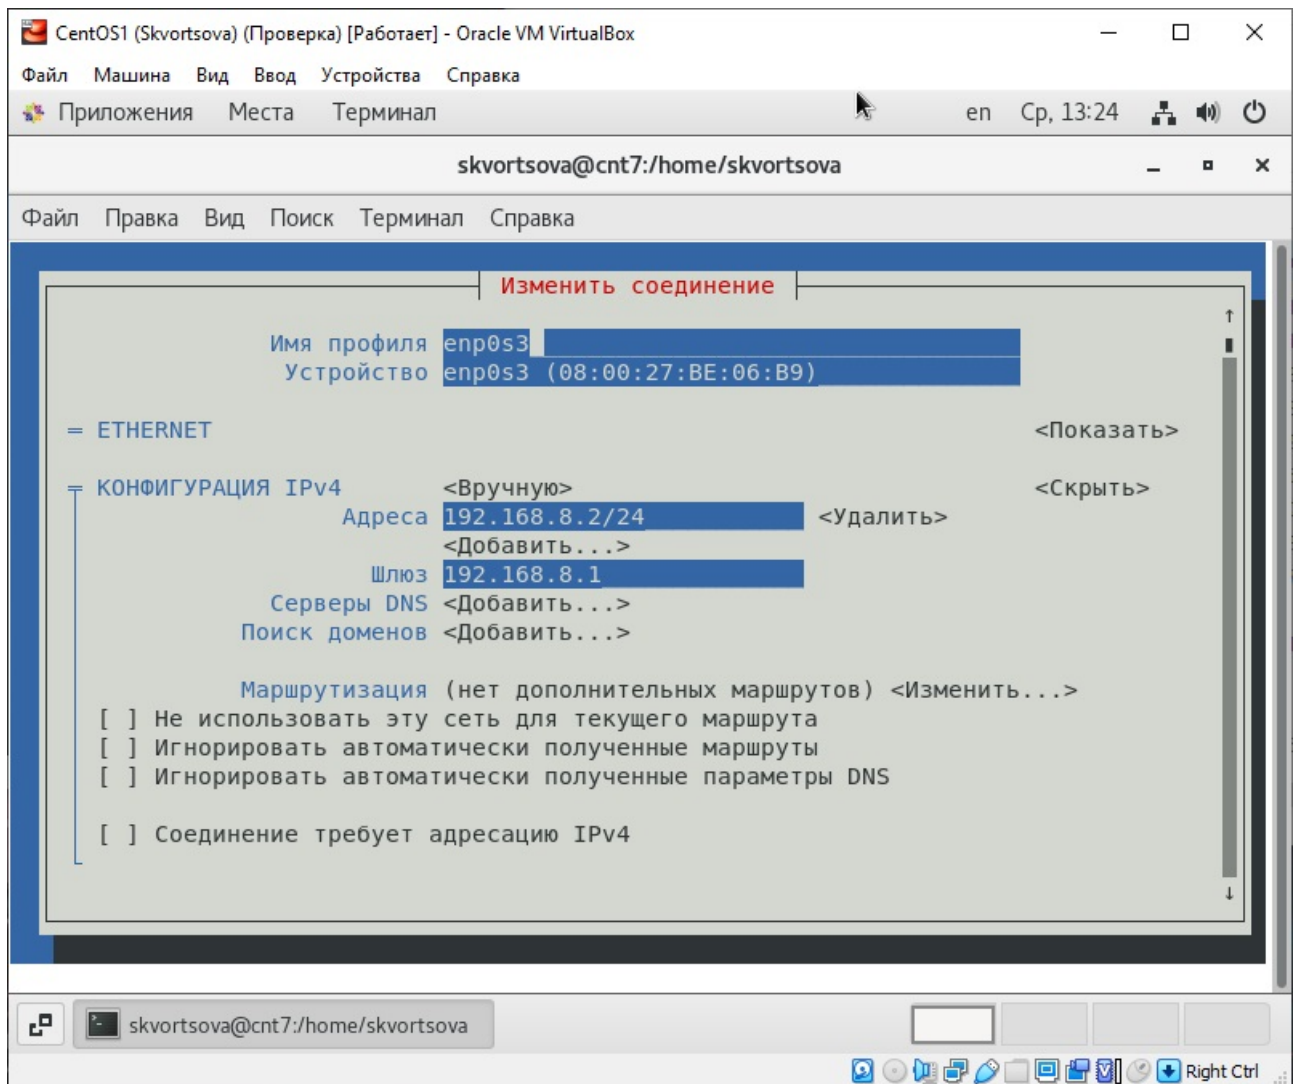 CentOS1 (Skvortsova) (Проверка) [Работает] - Oracle VM VirtualBox
Файл Машина Вид Ввод Устройства Справка
Приложения Места Терминал en Ср, 13:24
skvortsova@cnt7:/home/skvortsova
Файл Правка Вид Поиск Терминал Справка
Изменить соединение
Имя профиля enp0s3
Устройство enp0s3 (08:00:27:BE:06:B9)
= ETHERNET <Показать>
КОНФИГУРАЦИЯ IPv4 <Вручную> <Скрыть>
Адреса 192.168.8.2/24 <Удалить>
<Добавить...>
Шлюз 192.168.8.1
Серверы DNS <Добавить...>
Поиск доменов <Добавить...>
Маршрутизация (нет дополнительных маршрутов) <Изменить...>
[ ] Не использовать эту сеть для текущего маршрута
[ ] Игнорировать автоматически полученные маршруты
[ ] Игнорировать автоматически полученные параметры DNS
[ ] Соединение требует адресацию IPv4
skvortsova@cnt7:/home/skvortsova
Right Ctrl